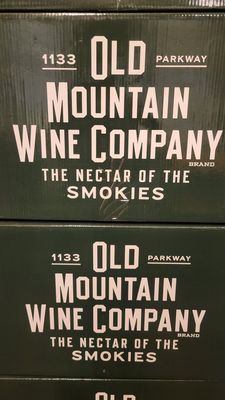 1133 OLD PARKWAY
MOUNTAIN
WINE COMPANY
BRAND
THE NECTAR OF THE
SMOKIES
1133 OLD PARKWAY
MOUNTAIN
WINE COMPANY
BRAND
THE NECTAR OF THE
SMOKIES
OLD